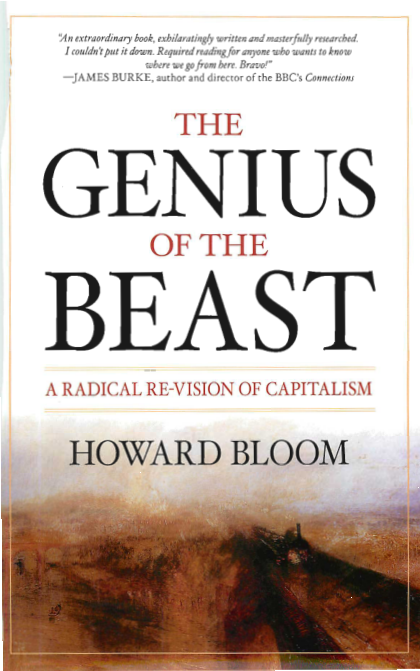 "An extraordinary book, exhilaratingly written and masterfully researched.
I couldn't put it down. Required reading for anyone who wants to know
where we go from here. Bravo!"
—JAMES BURKE, author and director of the BBC's Connections
THE
GENIUS
OF THE
BEAST
A RADICAL RE-VISION OF CAPITALISM
HOWARD BLOOM